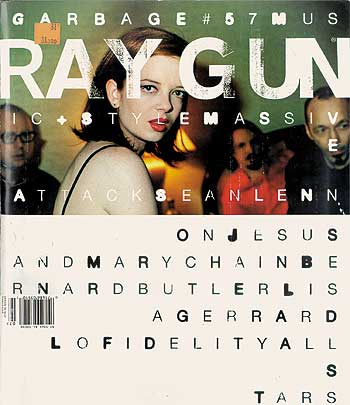 GARBAGE#57MUS
RAYGUN
IC+STYLEMASSIV
E
ATTACKSEANLENN
ONJESUS
ANDMARYCHAINBE
RNARDBUTLERLIS
AGERRARD
LOFIDELITYALL
S
TARS